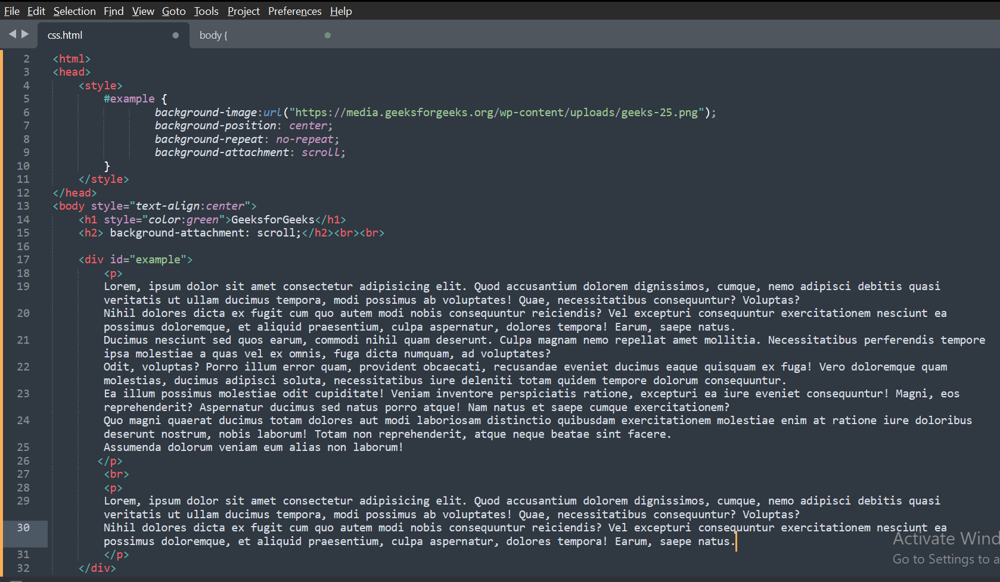 File Edit Selection Find View Goto Tools Project Preferences Help
css.html body {
2 <html>
3 <head>
4 <style>
5 #example {
6 background-image:url("https://media.geeksforgeeks.org/wp-content/uploads/geeks-25.png");
7 background-position: center;
8 background-repeat: no-repeat;
9 background-attachment: scroll;
10 }
11 </style>
12 </head>
13 <body style="text-align:center">
14 <h1 style="color:green">GeeksforGeeks</h1>
15 <h2> background-attachment: scroll;</h2><br><br>
16
17 <div id="example">
18 <p>
19 Lorem, ipsum dolor sit amet consectetur adipisicing elit. Quod accusantium dolorem dignissimos, cumque, nemo adipisci debitis quasi
veritatis ut ullam ducimus tempora, modi possimus ab voluptates! Quae, necessitatibus consequuntur? Voluptas?
20 Nihil dolores dicta ex fugit cum quo autem modi nobis consequuntur reiciendis? Vel excepturi consequuntur exercitationem nesciunt ea
possimus doloremque, et aliquid praesentium, culpa aspernatur, dolores tempora! Earum, saepe natus.
21 Ducimus nesciunt sed quos earum, commodi nihil quam deserunt. Culpa magnam nemo repellat amet mollitia. Necessitatibus perferendis tempore
ipsa molestiae a quas vel ex omnis, fuga dicta numquam, ad voluptates?
22 Odit, voluptas? Porro illum error quam, provident obcaecati, recusandae eveniet ducimus eaque quisquam ex fuga! Vero doloremque quam
molestias, ducimus adipisci soluta, necessitatibus iure deleniti totam quidem tempore dolorum consequuntur.
23 Ea illum possimus molestiae odit cupiditate! Veniam inventore perspiciatis ratione, excepturi ea iure eveniet consequuntur! Magni, eos
reprehenderit? Aspernatur ducimus sed natus porro atque! Nam natus et saepe cumque exercitationem?
24 Quo magni quaerat ducimus totam dolores aut modi laboriosam distinctio quibusdam exercitationem molestiae enim at ratione iure doloribus
deserunt nostrum, nobis laborum! Totam non reprehenderit, atque neque beatae sint facere.
25 Assumenda dolorum veniam eum alias non laborum!
26 </p>
27 <br>
28 <p>
29 Lorem, ipsum dolor sit amet consectetur adipisicing elit. Quod accusantium dolorem dignissimos, cumque, nemo adipisci debitis quasi
veritatis ut ullam ducimus tempora, modi possimus ab voluptates! Quae, necessitatibus consequuntur? Voluptas?
30 Nihil dolores dicta ex fugit cum quo autem modi nobis consequuntur reiciendis? Vel excepturi consequuntur exercitationem nesciunt ea
possimus doloremque, et aliquid praesentium, culpa aspernatur, dolores tempora! Earum, saepe natus.
31 </p>
32 </div>
Activate Wind
Go to Settings to a